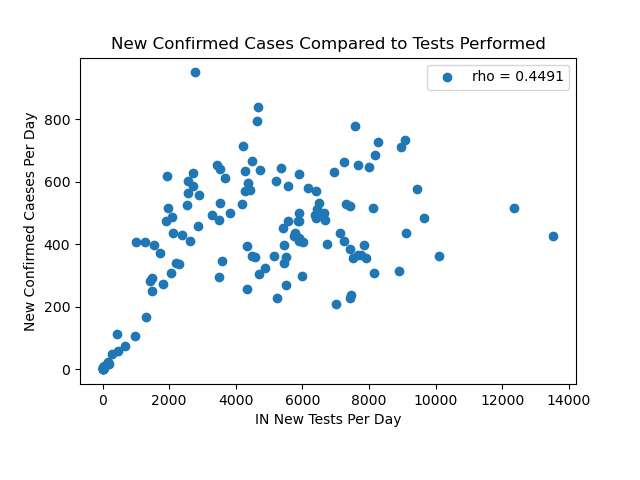 New Confirmed Cases Compared to Tests Performed
rho = 0.4491
New Confirmed Caeses Per Day
800
600
400
200
0
0 2000 4000 6000 8000 10000 12000 14000
IN New Tests Per Day